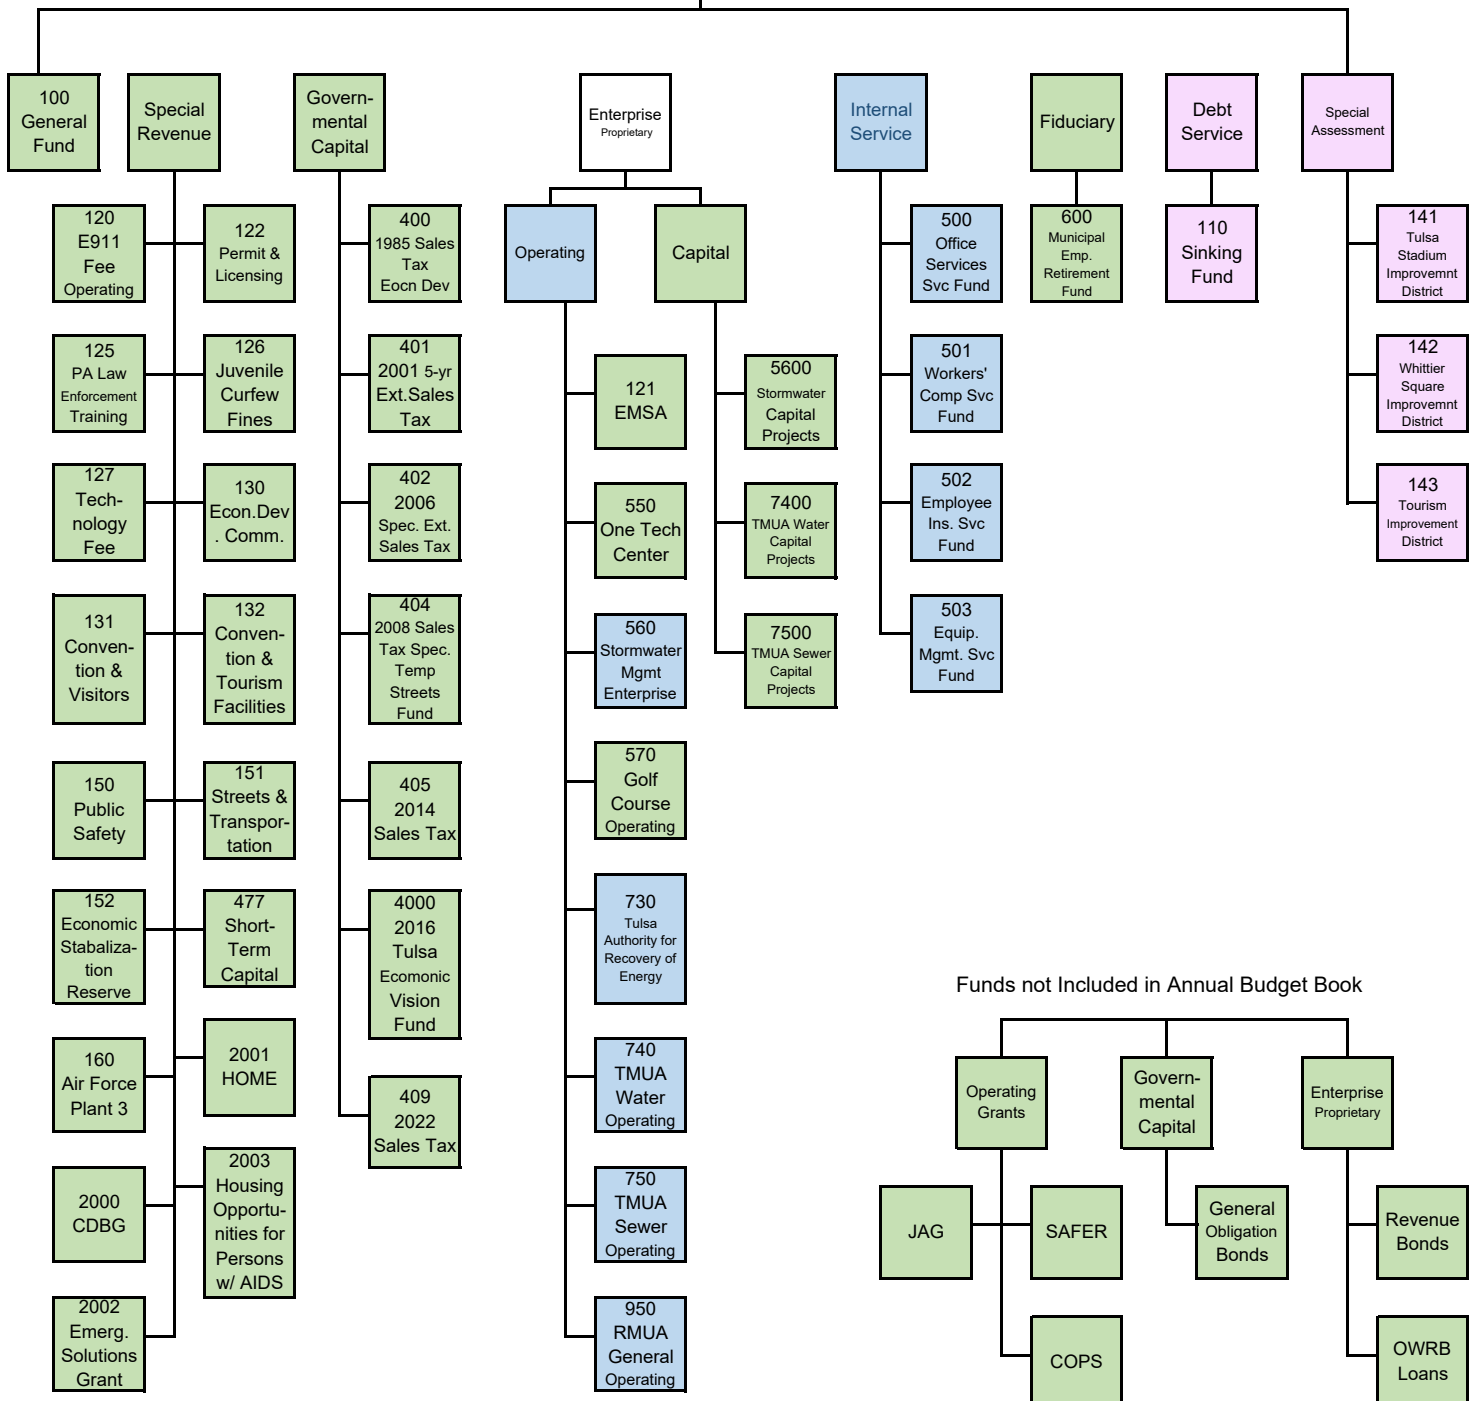 100
General
Fund
Special
Revenue
Govern-
mental
Capital
Enterprise
Proprietary
Internal
Service
Fiduciary
Debt
Service
Special
Assessment
120
E911
Fee
Operating
122
Permit &
Licensing
400
1985 Sales
Tax
Eocn Dev
Operating
Capital
500
Office
Services
Svc Fund
600
Municipal
Emp.
Retirement
Fund
110
Sinking
Fund
141
Tulsa
Stadium
Improvemnt
District
125
PA Law
Enforcement
Training
126
Juvenile
Curfew
Fines
401
2001 5-yr
Ext.Sales
Tax
121
EMSA
5600
Stormwater
Capital
Projects
501
Workers'
Comp Svc
Fund
142
Whittier
Square
Improvemnt
District
127
Tech-
nology
Fee
130
Econ.Dev
. Comm.
402
2006
Spec. Ext.
Sales Tax
550
One Tech
Center
7400
TMUA Water
Capital
Projects
502
Employee
Ins. Svc
Fund
143
Tourism
Improvement
District
131
Conven-
tion &
Visitors
132
Conven-
tion &
Tourism
Facilities
404
2008 Sales
Tax Spec.
Temp
Streets
Fund
560
Stormwater
Mgmt
Enterprise
7500
TMUA Sewer
Capital
Projects
503
Equip.
Mgmt. Svc
Fund
150
Public
Safety
151
Streets &
Transpor-
tation
405
2014
Sales Tax
570
Golf
Course
Operating
152
Economic
Stabaliza-
tion
Reserve
477
Short-
Term
Capital
4000
2016
Tulsa
Ecomonic
Vision
Fund
730
Tulsa
Authority for
Recovery of
Energy
160
Air Force
Plant 3
2001
HOME
409
2022
Sales Tax
740
TMUA
Water
Operating
2000
CDBG
2003
Housing
Opportu-
nities for
Persons
w/ AIDS
750
TMUA
Sewer
Operating
2002
Emerg.
Solutions
Grant
950
RMUA
General
Operating
Funds not Included in Annual Budget Book
Operating
Grants
Govern-
mental
Capital
Enterprise
Proprietary
JAG
SAFER
General
Obligation
Bonds
Revenue
Bonds
COPS
OWRB
Loans